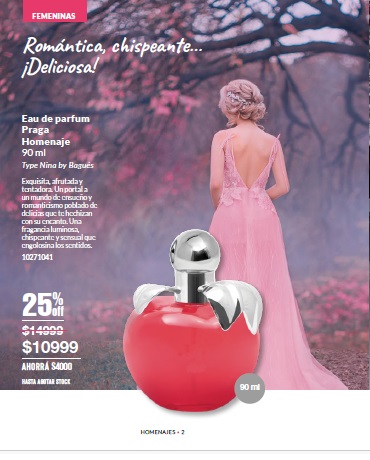 FEMENINAS
Romántica, chispeante...
¡Deliciosa!
Eau de parfum
Praga
Homenaje
90 ml
Type Nina by Bagués
Exquisita, afrutada y
tentadora. Un portal a
un mundo de ensueño y
romanticismo poblado de
delicias que te hechizan
con su encanto. Una
fragancia luminosa,
chispeante y sensual que
engolosina los sentidos.
10271041
25% off
$14999
$10999
AHORRÁ $4000
HASTA AGOTAR STOCK
90 ml
HOMENAJES • 2